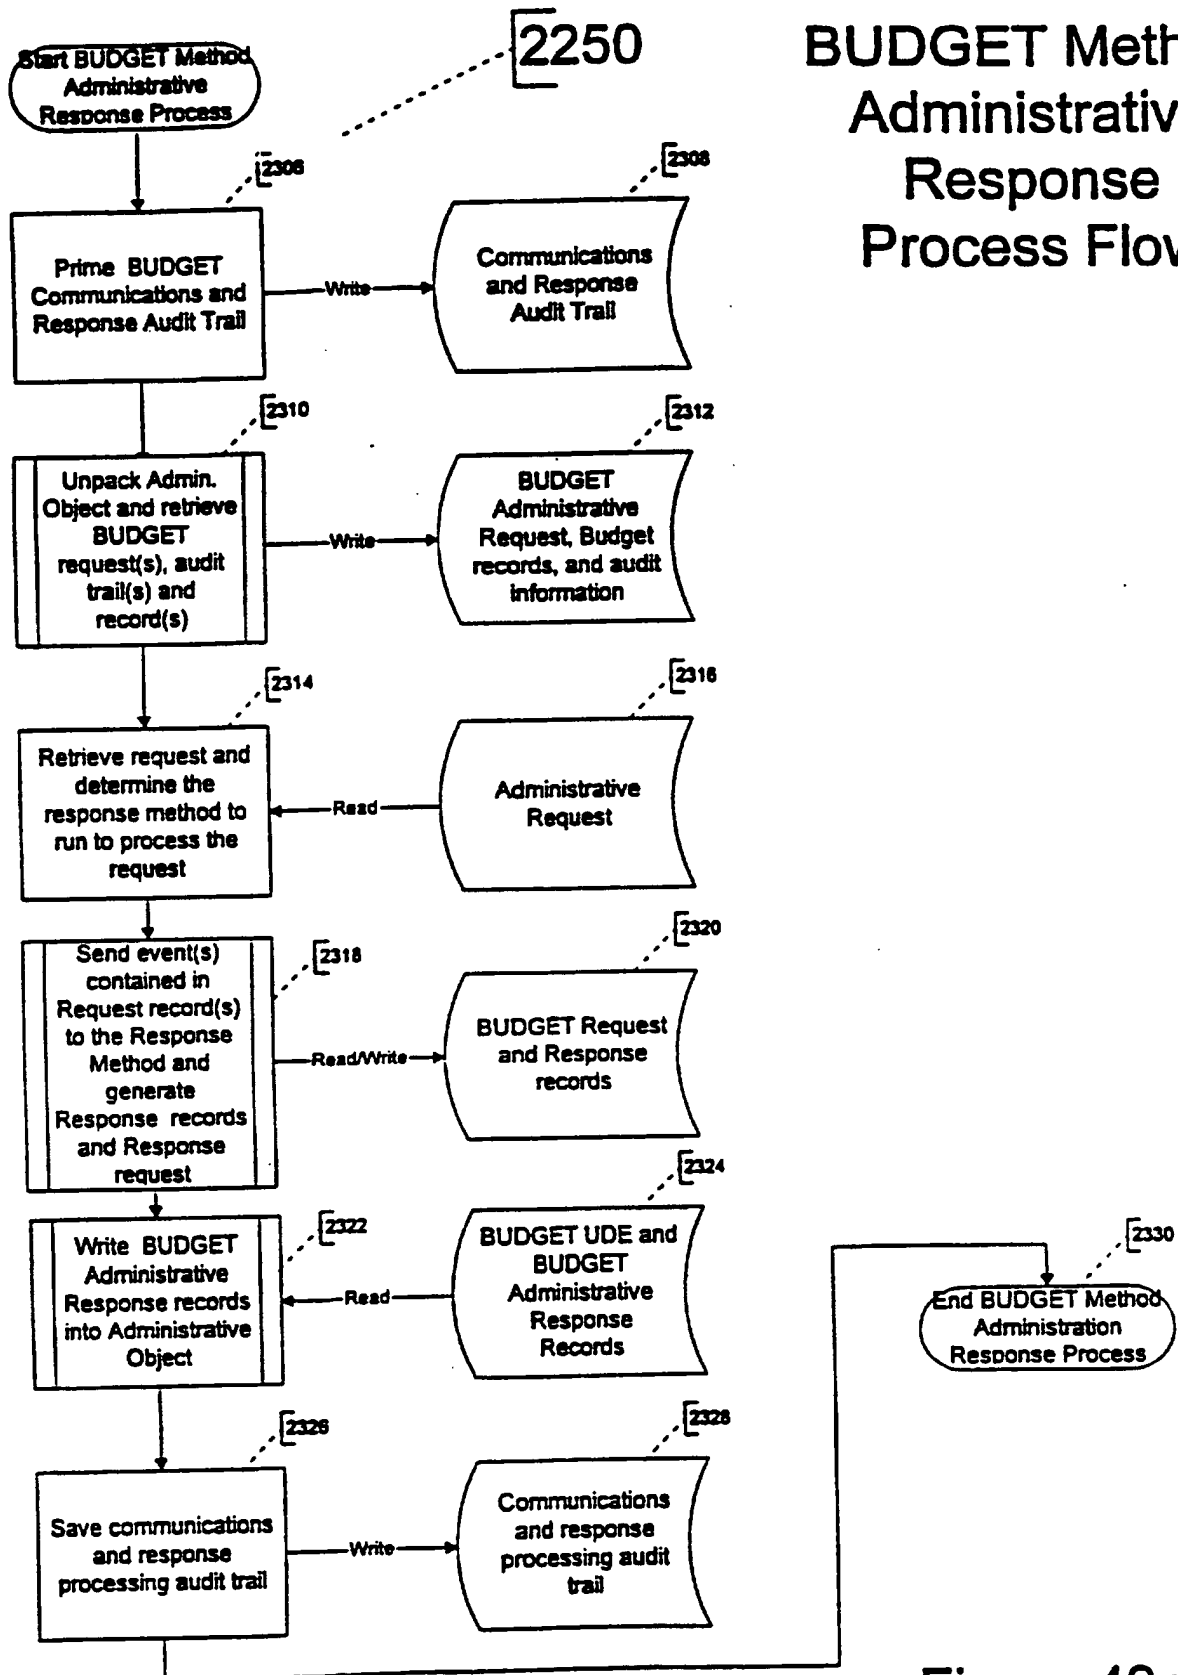 2250
BUDGET Meth
Administrativ
Response
Process Flow
Start BUDGET Method
Administrative
Response Process
2306
2308
Prime BUDGET
Communications and
Response Audit Trail
Write
Communications
and Response
Audit Trail
2310
2312
Unpack Admin.
Object and retrieve
BUDGET
request(s), audit
trail(s) and
record(s)
Write
BUDGET
Administrative
Request, Budget
records, and audit
information
2314
2316
Retrieve request and
determine the
response method to
run to process the
request
Read
Administrative
Request
2318
2320
Send event(s)
contained in
Request record(s)
to the Response
Method and
generate
Response records
and Response
request
Read/Write
BUDGET Request
and Response
records
2322
2324
Write BUDGET
Administrative
Response records
into Administrative
Object
Read
BUDGET UDE and
BUDGET
Administrative
Response
Records
2330
End BUDGET Method
Administration
Response Process
2326
2328
Save communications
and response
processing audit trail
Write
Communications
and response
processing audit
trail